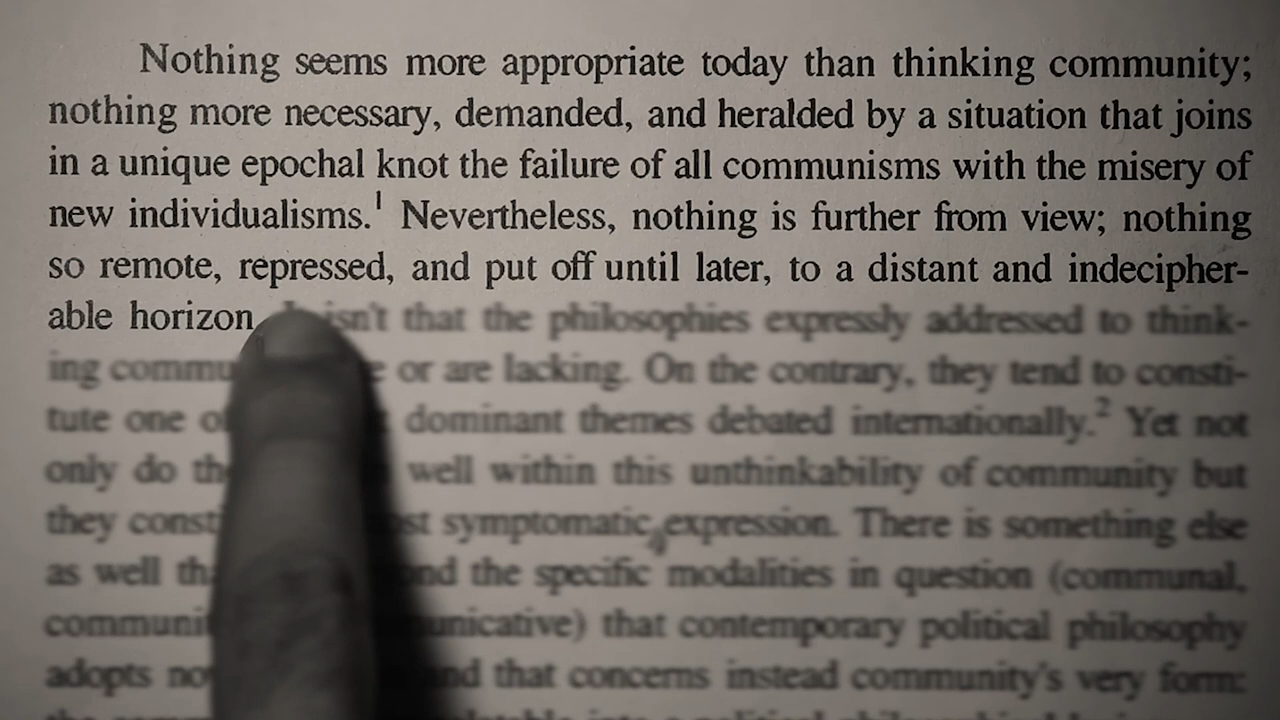 Nothing seems more appropriate today than thinking community;
nothing more necessary, demanded, and heralded by a situation that joins
in a unique epochal knot the failure of all communisms with the misery of
new individualisms.¹ Nevertheless, nothing is further from view; nothing
so remote, repressed, and put off until later, to a distant and indecipher-
able horizon isn't that the philosophies expressly addressed to think-
ing or are lacking. On the contrary, they tend to consti-
tute one dominant themes debated internationally.² Yet not
only do well within this unthinkability of community but
they symptomatic expression. There is something else
as well the specific modalities in question (communal,
that contemporary political philosophy
adopts that concerns instead community's very form: